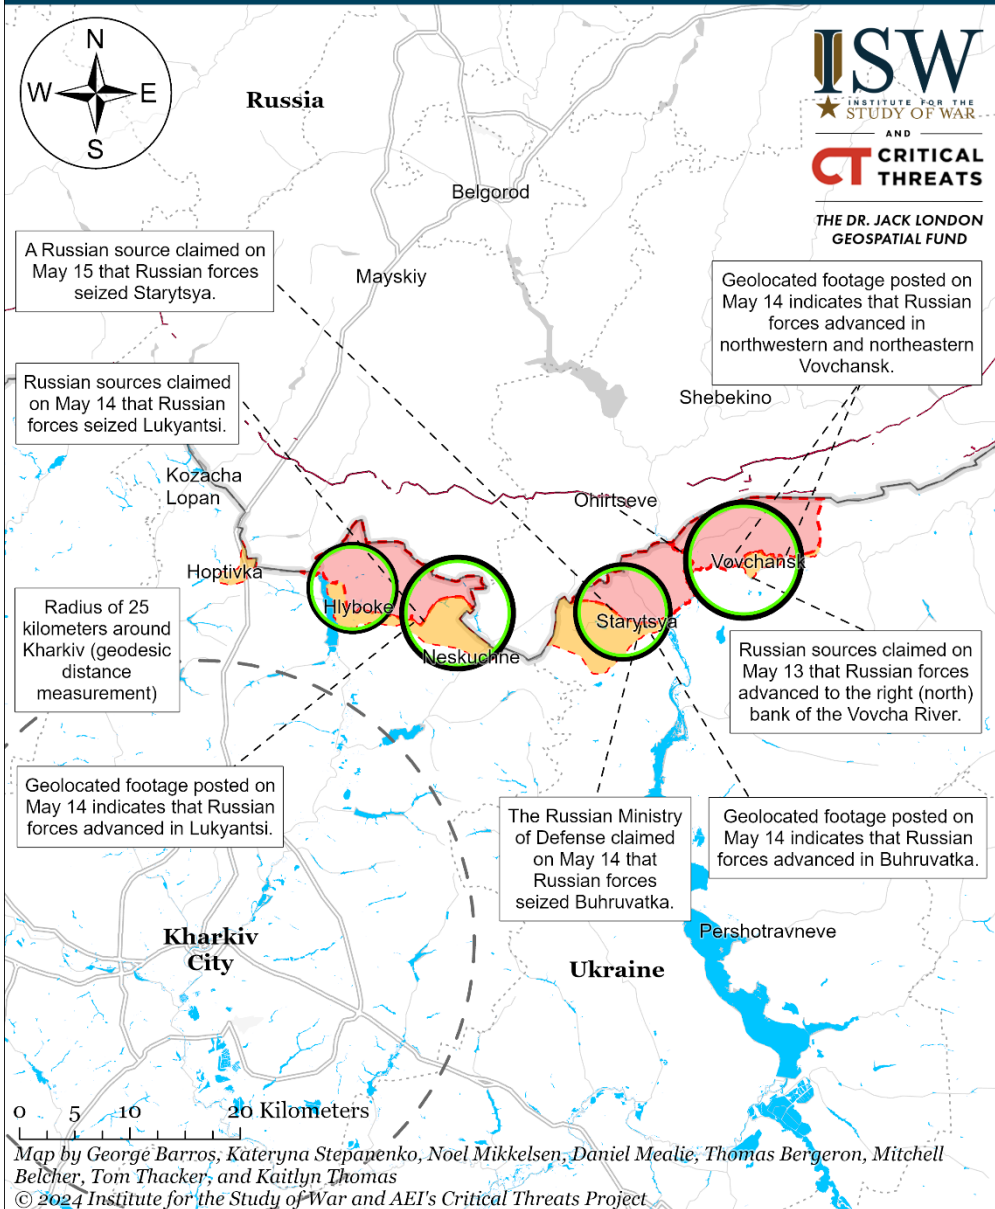 N
W E
S
Russia
ISW
INSTITUTE FOR THE
STUDY OF WAR
AND
CT CRITICAL
THREATS
THE DR. JACK LONDON
GEOSPATIAL FUND
Belgorod
A Russian source claimed on
May 15 that Russian forces
seized Starytsya.
Mayskiy
Geolocated footage posted on
May 14 indicates that Russian
forces advanced in
northwestern and northeastern
Vovchansk.
Russian sources claimed
on May 14 that Russian
forces seized Lukyantsi.
Shebekino
Kozacha
Lopan
Ohirtseve
Vovchansk
Hoptivka
Hlyboke
Starytsya
Neskuchne
Radius of 25
kilometers around
Kharkiv (geodesic
distance
measurement)
Russian sources claimed on
May 13 that Russian forces
advanced to the right (north)
bank of the Vovcha River.
Geolocated footage posted on
May 14 indicates that Russian
forces advanced in Lukyantsi.
The Russian Ministry
of Defense claimed
on May 14 that
Russian forces
seized Buhruvatka.
Geolocated footage posted on
May 14 indicates that Russian
forces advanced in Buhruvatka.
Kharkiv
City
Pershotravneve
Ukraine
0 5 10 20 Kilometers
Map by George Barros, Kateryna Stepanenko, Noel Mikkelsen, Daniel Mealie, Thomas Bergeron, Mitchell
Belcher, Tom Thacker, and Kaitlyn Thomas
© 2024 Institute for the Study of War and AEI's Critical Threats Project